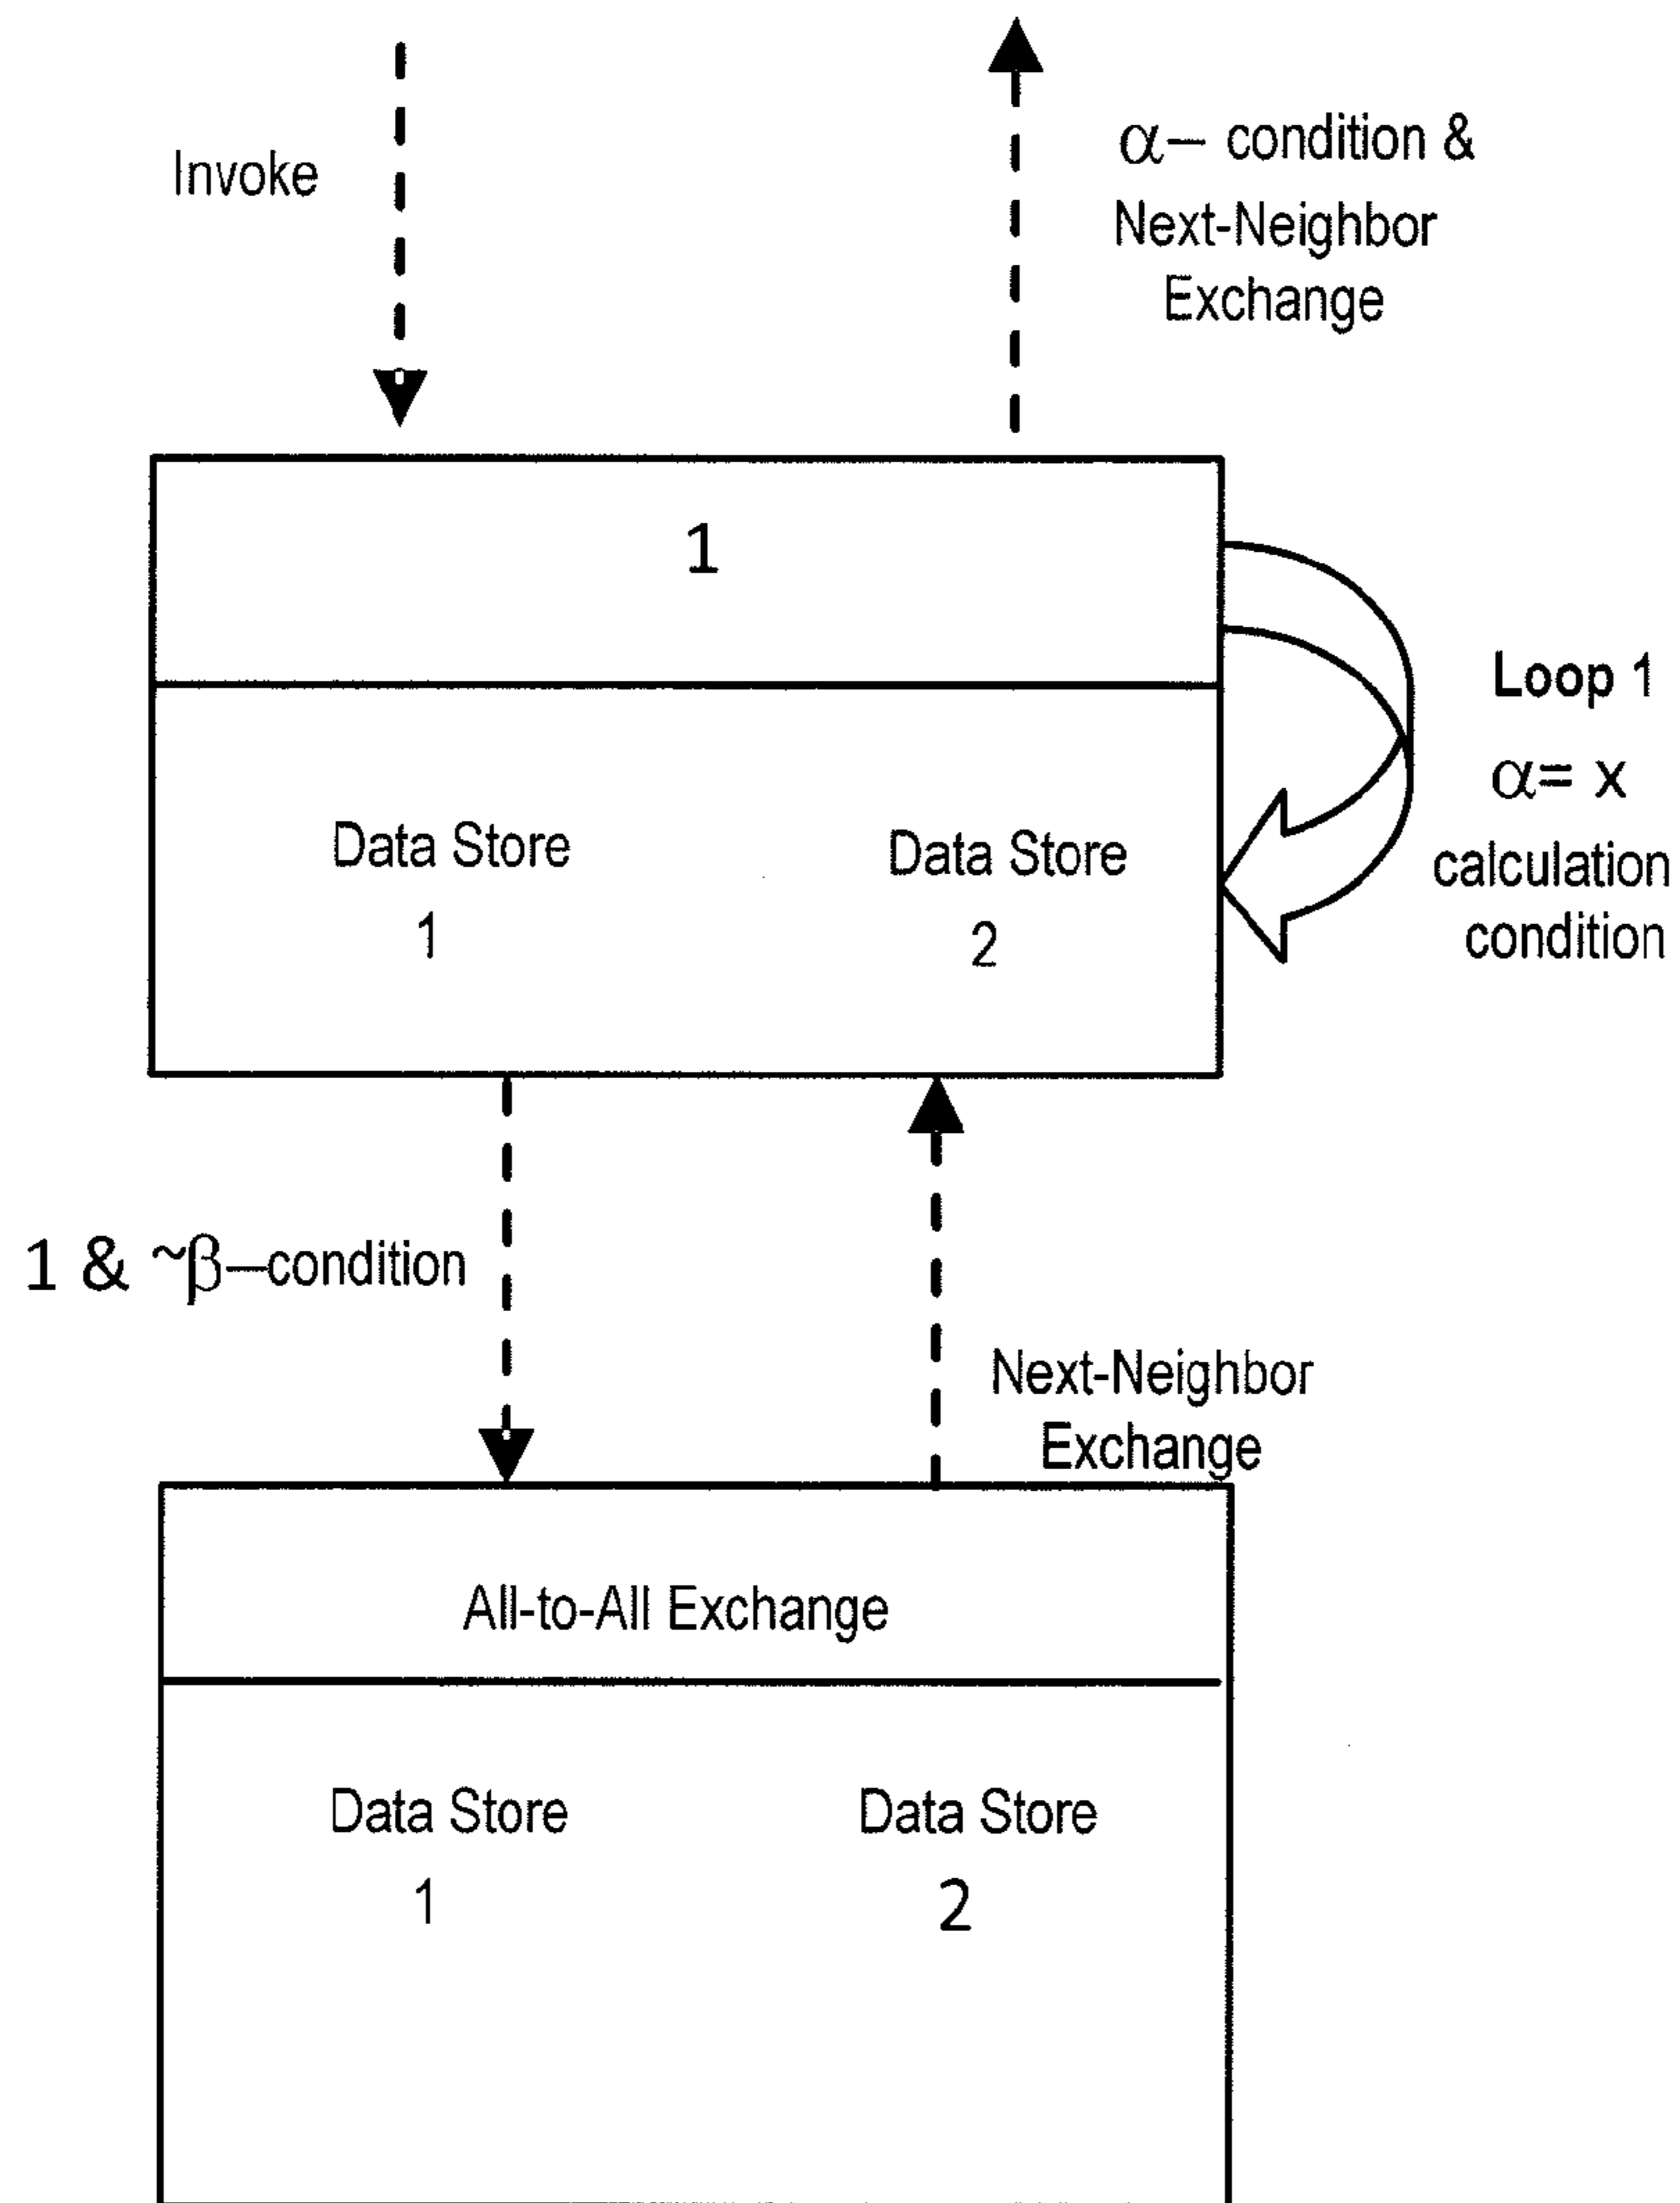 Invoke
α— condition &
Next-Neighbor
Exchange
1
Loop 1
α= x
calculation
condition
Data Store
1
Data Store
2
1 & ~β—condition
Next-Neighbor
Exchange
All-to-All Exchange
Data Store
1
Data Store
2